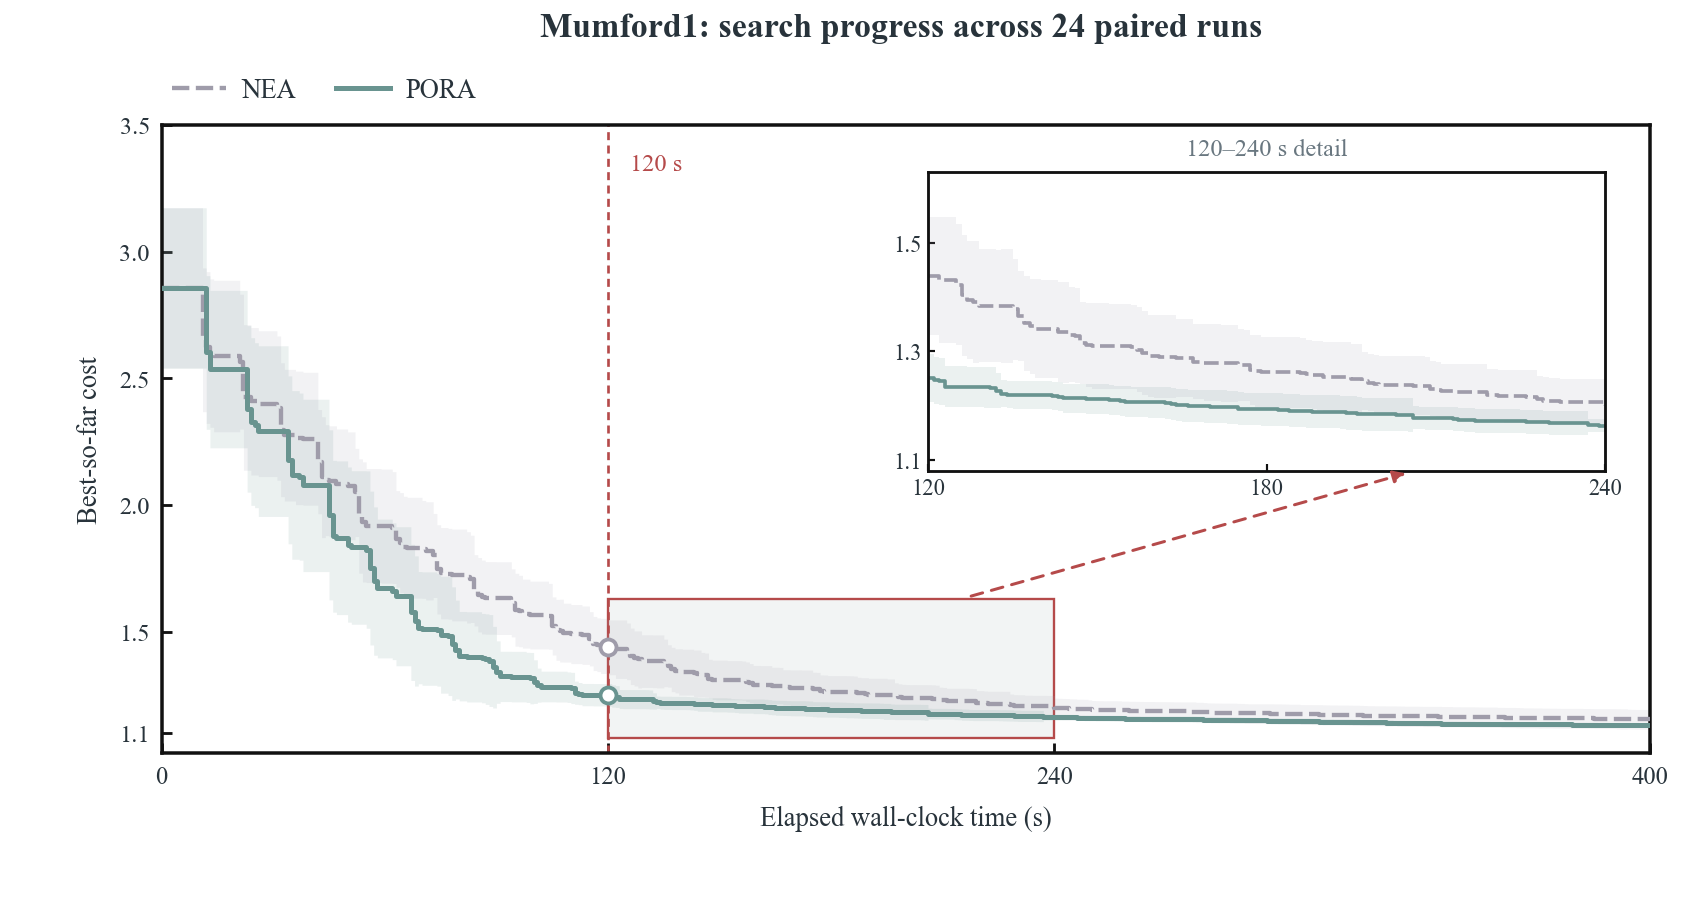 Mumford1: search progress across 24 paired runs
NEA PORA
3.5
3.0
2.5
2.0
1.5
1.1
Best-so-far cost
120 s
120–240 s detail
1.5
1.3
1.1
120 180 240
0 120 240 400
Elapsed wall-clock time (s)